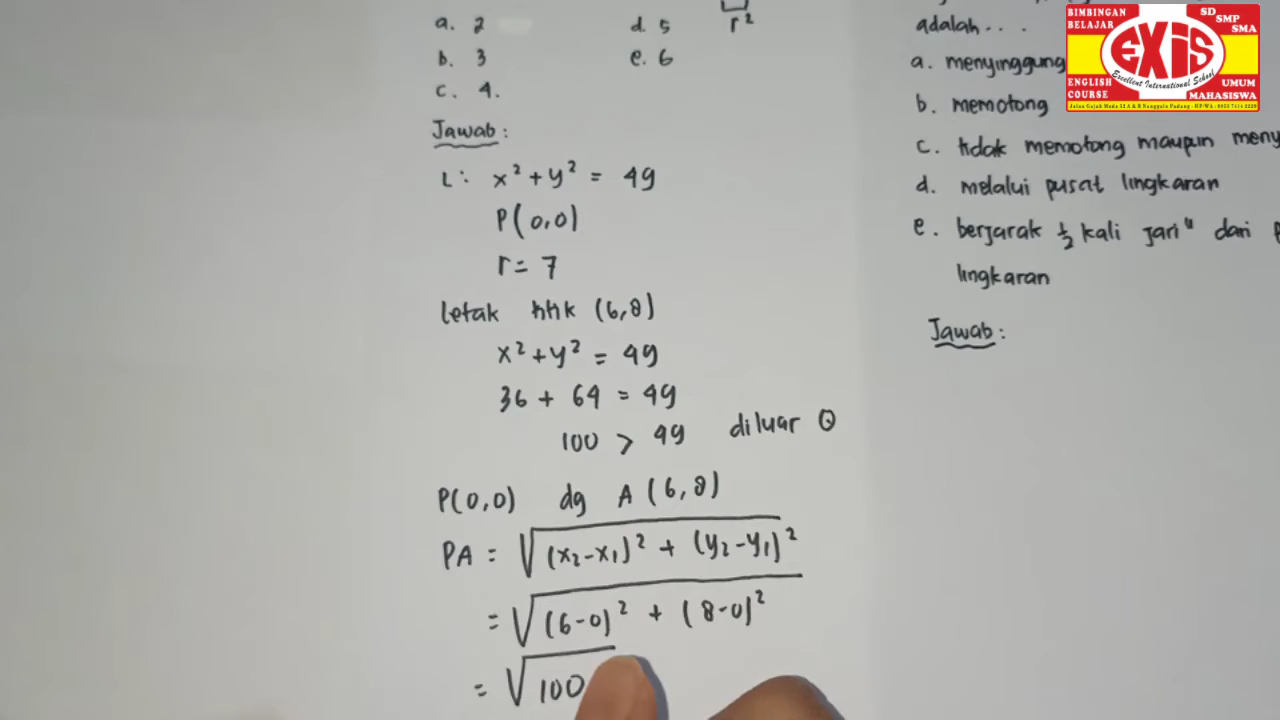 a. 2
d. 5
r²
b. 3
e. 6
c. 4.
Jawab:
L: x² + y² = 49
P(0,0)
r = 7
letak titik (6,8)
x² + y² = 49
36 + 64 = 49
100 > 49 diluar
P(0,0) dg A(6,8)
PA = √(x₂-x₁)² + (y₂-y₁)²
= √(6-0)² + (8-0)²
= √100
adalah...
a. menyinggung
b. memotong
c. tidak memotong maupun meny
d. melalui pusat lingkaran
e. berjarak ½ kali jari" dari
lingkaran
Jawab:
BIMBINGAN BELAJAR
SD SMP SMA
EXIS
Excellent International School
ENGLISH COURSE
UMUM MAHASISWA